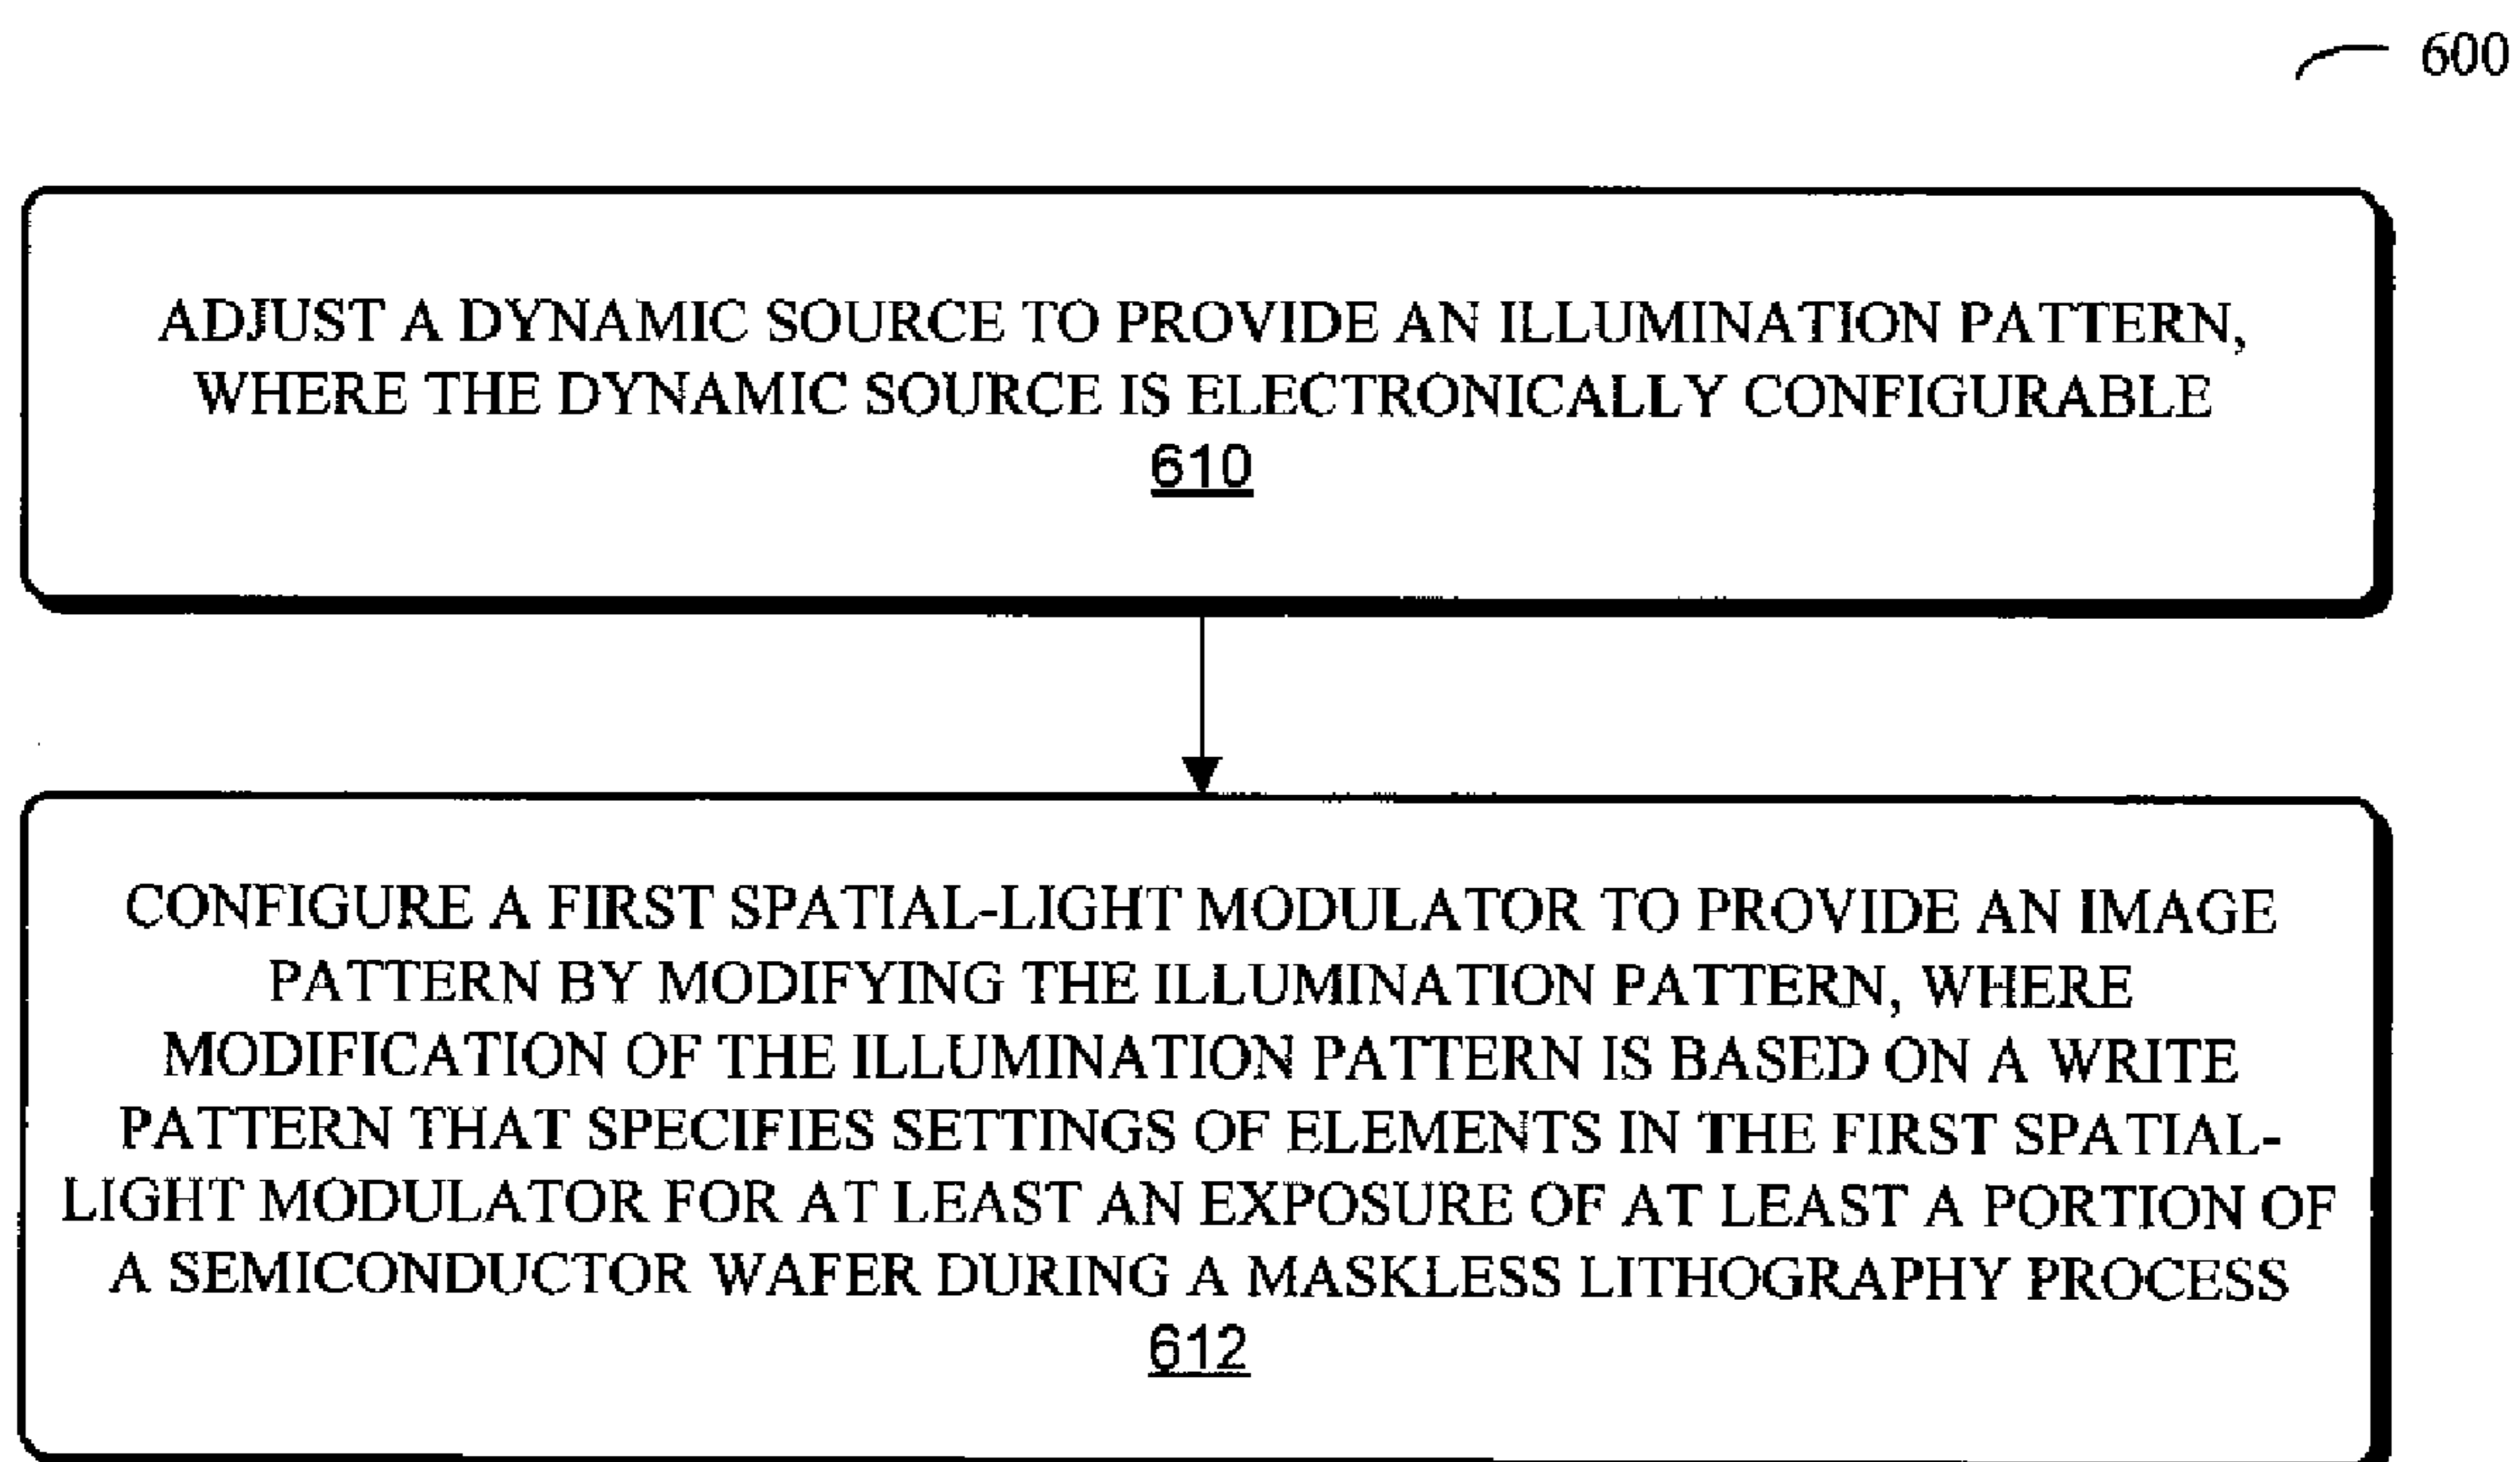 600
ADJUST A DYNAMIC SOURCE TO PROVIDE AN ILLUMINATION PATTERN,
WHERE THE DYNAMIC SOURCE IS ELECTRONICALLY CONFIGURABLE
610
CONFIGURE A FIRST SPATIAL-LIGHT MODULATOR TO PROVIDE AN IMAGE
PATTERN BY MODIFYING THE ILLUMINATION PATTERN, WHERE
MODIFICATION OF THE ILLUMINATION PATTERN IS BASED ON A WRITE
PATTERN THAT SPECIFIES SETTINGS OF ELEMENTS IN THE FIRST SPATIAL-
LIGHT MODULATOR FOR AT LEAST AN EXPOSURE OF AT LEAST A PORTION OF
A SEMICONDUCTOR WAFER DURING A MASKLESS LITHOGRAPHY PROCESS
612